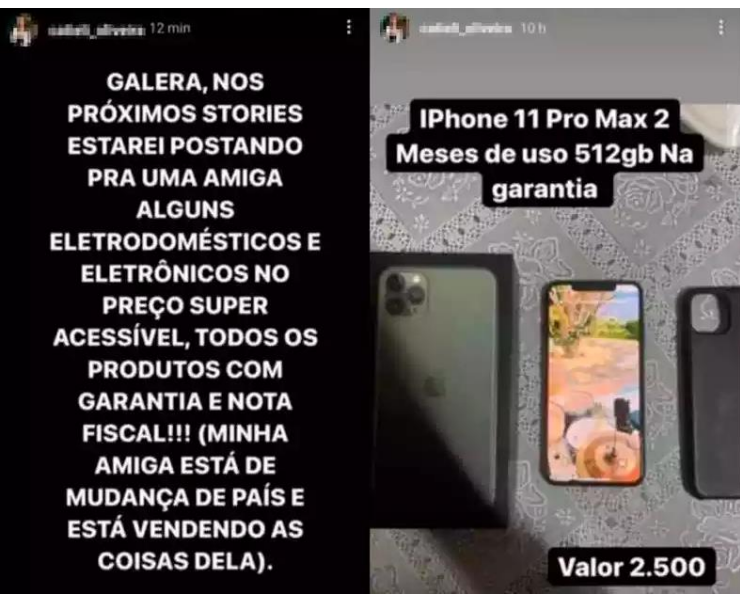 12 min
GALERA, NOS
PRÓXIMOS STORIES
ESTAREI POSTANDO
PRA UMA AMIGA
ALGUNS
ELETRODOMÉSTICOS E
ELETRÔNICOS NO
PREÇO SUPER
ACESSÍVEL, TODOS OS
PRODUTOS COM
GARANTIA E NOTA
FISCAL!!! (MINHA
AMIGA ESTÁ DE
MUDANÇA DE PAÍS E
ESTÁ VENDENDO AS
COISAS DELA).
10 h
IPhone 11 Pro Max 2
Meses de uso 512gb Na
garantia
Valor 2.500